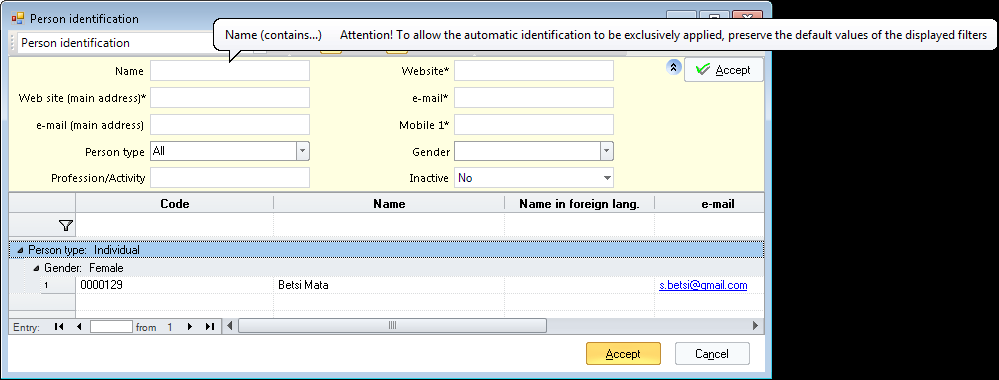 Person identification
Person identification
Name (contains...) Attention! To allow the automatic identification to be exclusively applied, preserve the default values of the displayed filters
Name Website* Accept
Web site (main address)* e-mail*
e-mail (main address) Mobile 1*
Person type All Gender
Profession/Activity Inactive No
Code Name Name in foreign lang. e-mail
Person type: Individual
Gender: Female
1 0000129 Betsi Mata s.betsi@gmail.com
Entry: from 1
Accept Cancel